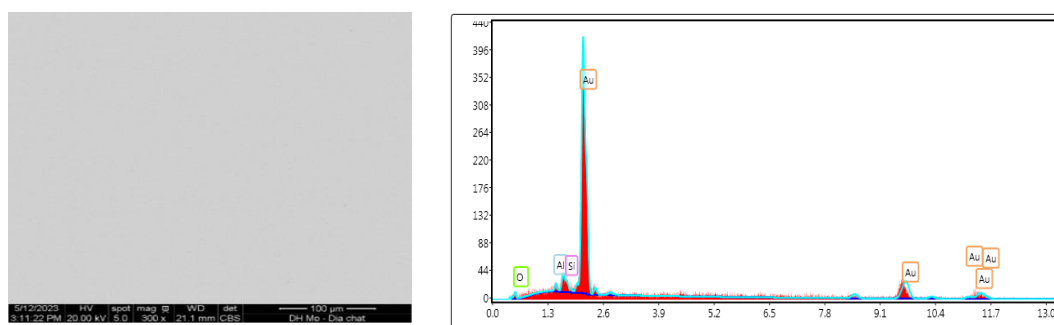 5/12/2023 HV spot mag WD det 100 µm
3:11:22 PM 20.00 kV 5.0 300 x 21.1 mm CBS DH Mo - Dia chat
440
396
352
308
264
220
176
132
88
44
0
Au
O Al Si
Au
Au Au
Au
0.0 1.3 2.6 3.9 5.2 6.5 7.8 9.1 10.4 11.7 13.0